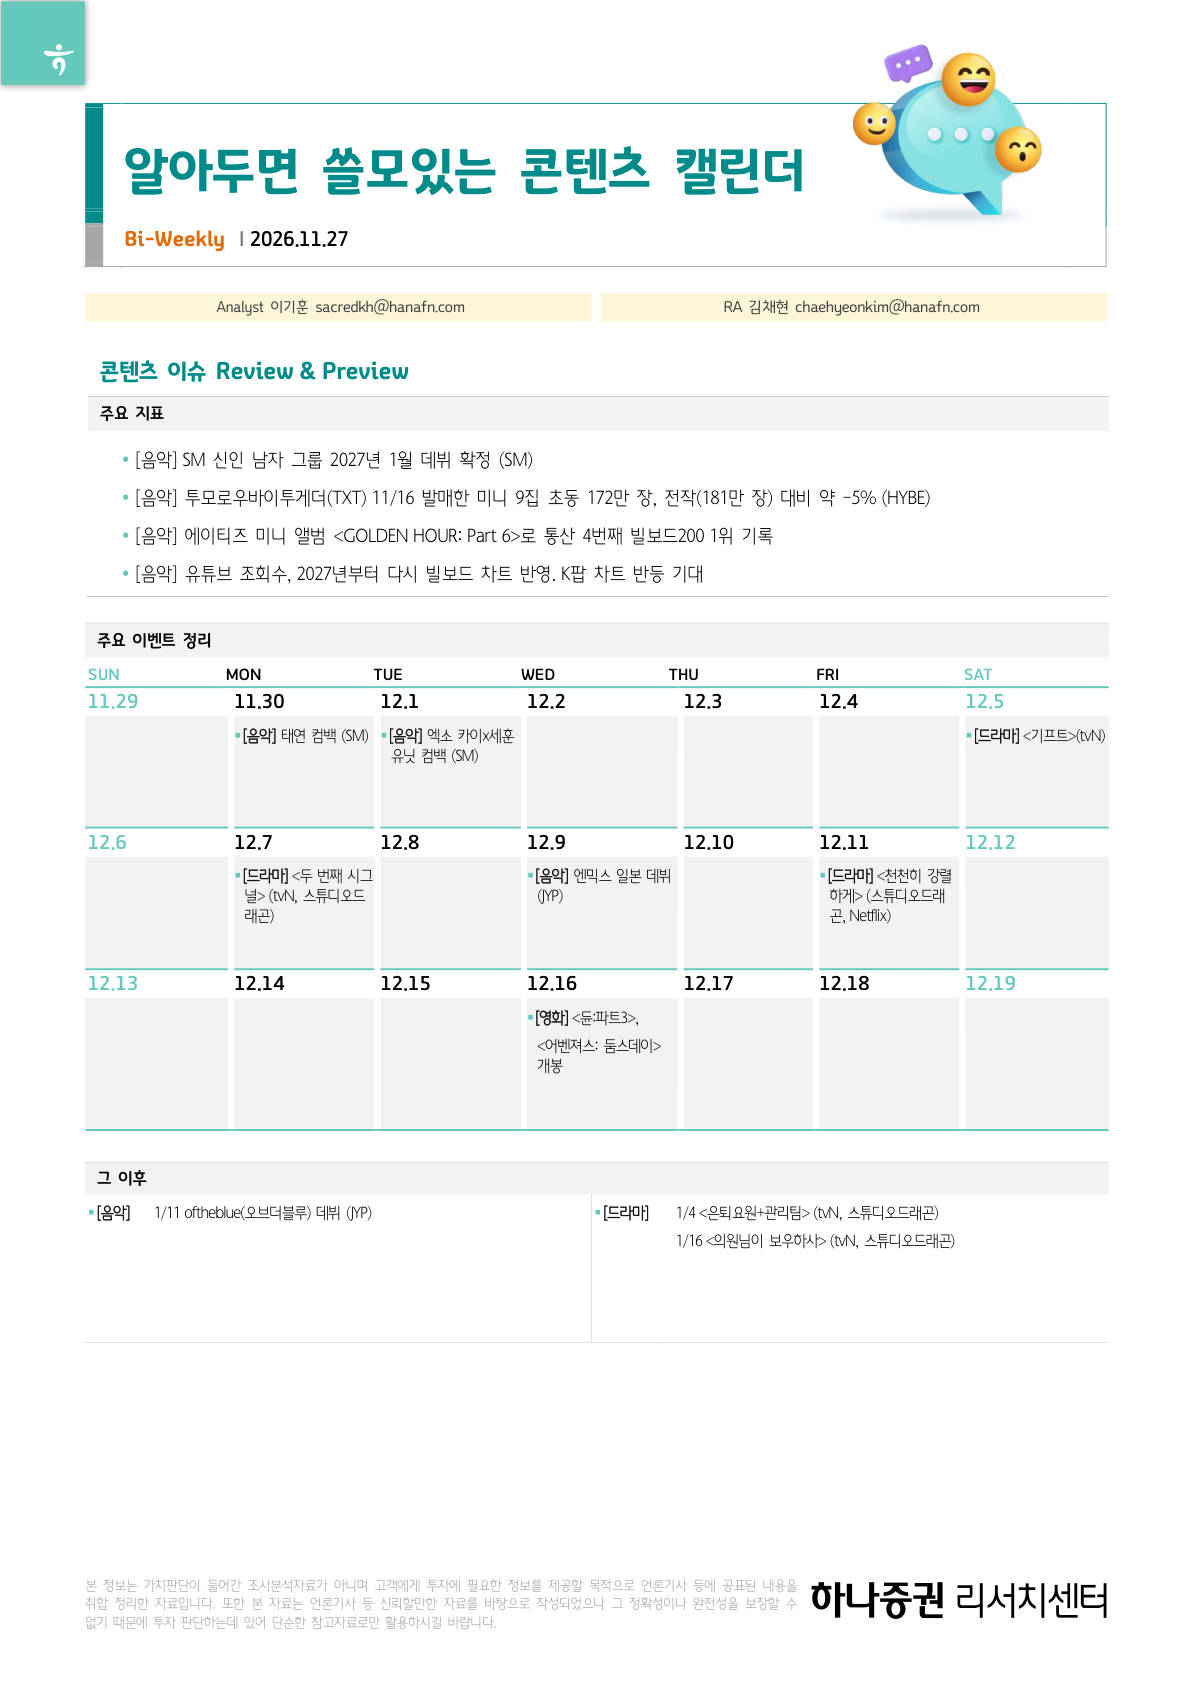 알아두면 쓸모있는 콘텐츠 캘린더
Bi-Weekly | 2026.11.27
Analyst 이기훈 sacredkh@hanafn.com
RA 김채현 chaehyeonkim@hanafn.com
콘텐츠 이슈 Review & Preview
주요 지표
• [음악] SM 신인 남자 그룹 2027년 1월 데뷔 확정 (SM)
• [음악] 투모로우바이투게더(TXT) 11/16 발매한 미니 9집 초동 172만 장, 전작(181만 장) 대비 약 -5% (HYBE)
• [음악] 에이티즈 미니 앨범 <GOLDEN HOUR: Part 6>로 통산 4번째 빌보드200 1위 기록
• [음악] 유튜브 조회수, 2027년부터 다시 빌보드 차트 반영. K팝 차트 반등 기대
주요 이벤트 정리
SUN MON TUE WED THU FRI SAT
11.29 11.30 12.1 12.2 12.3 12.4 12.5
[음악] 태연 컴백 (SM)
[음악] 엑소 카이x세훈
유닛 컴백 (SM)
[드라마] <기프트>(tvN)
12.6 12.7 12.8 12.9 12.10 12.11 12.12
[드라마] <두 번째 시그
널> (tvN, 스튜디오드
래곤)
[음악] 엔믹스 일본 데뷔
(JYP)
[드라마] <천천히 강렬
하게> (스튜디오드래
곤, Netflix)
12.13 12.14 12.15 12.16 12.17 12.18 12.19
[영화] <듄:파트3>,
<어벤져스: 둠스데이>
개봉
그 이후
[음악] 1/11 oftheblue(오브더블루) 데뷔 (JYP)
[드라마] 1/4 <은퇴요원+관리팀> (tvN, 스튜디오드래곤)
1/16 <의원님이 보우하사> (tvN, 스튜디오드래곤)
본 정보는 가치판단이 들어간 조사분석자료가 아니며 고객에게 투자에 필요한 정보를 제공할 목적으로 언론기사 등에 공표된 내용을
취합 정리한 자료입니다. 또한 본 자료는 언론기사 등 신뢰할만한 자료를 바탕으로 작성되었으나 그 정확성이나 완전성을 보장할 수
없기 때문에 투자 판단하는데 있어 단순한 참고자료로만 활용하시길 바랍니다.
하나증권 리서치센터